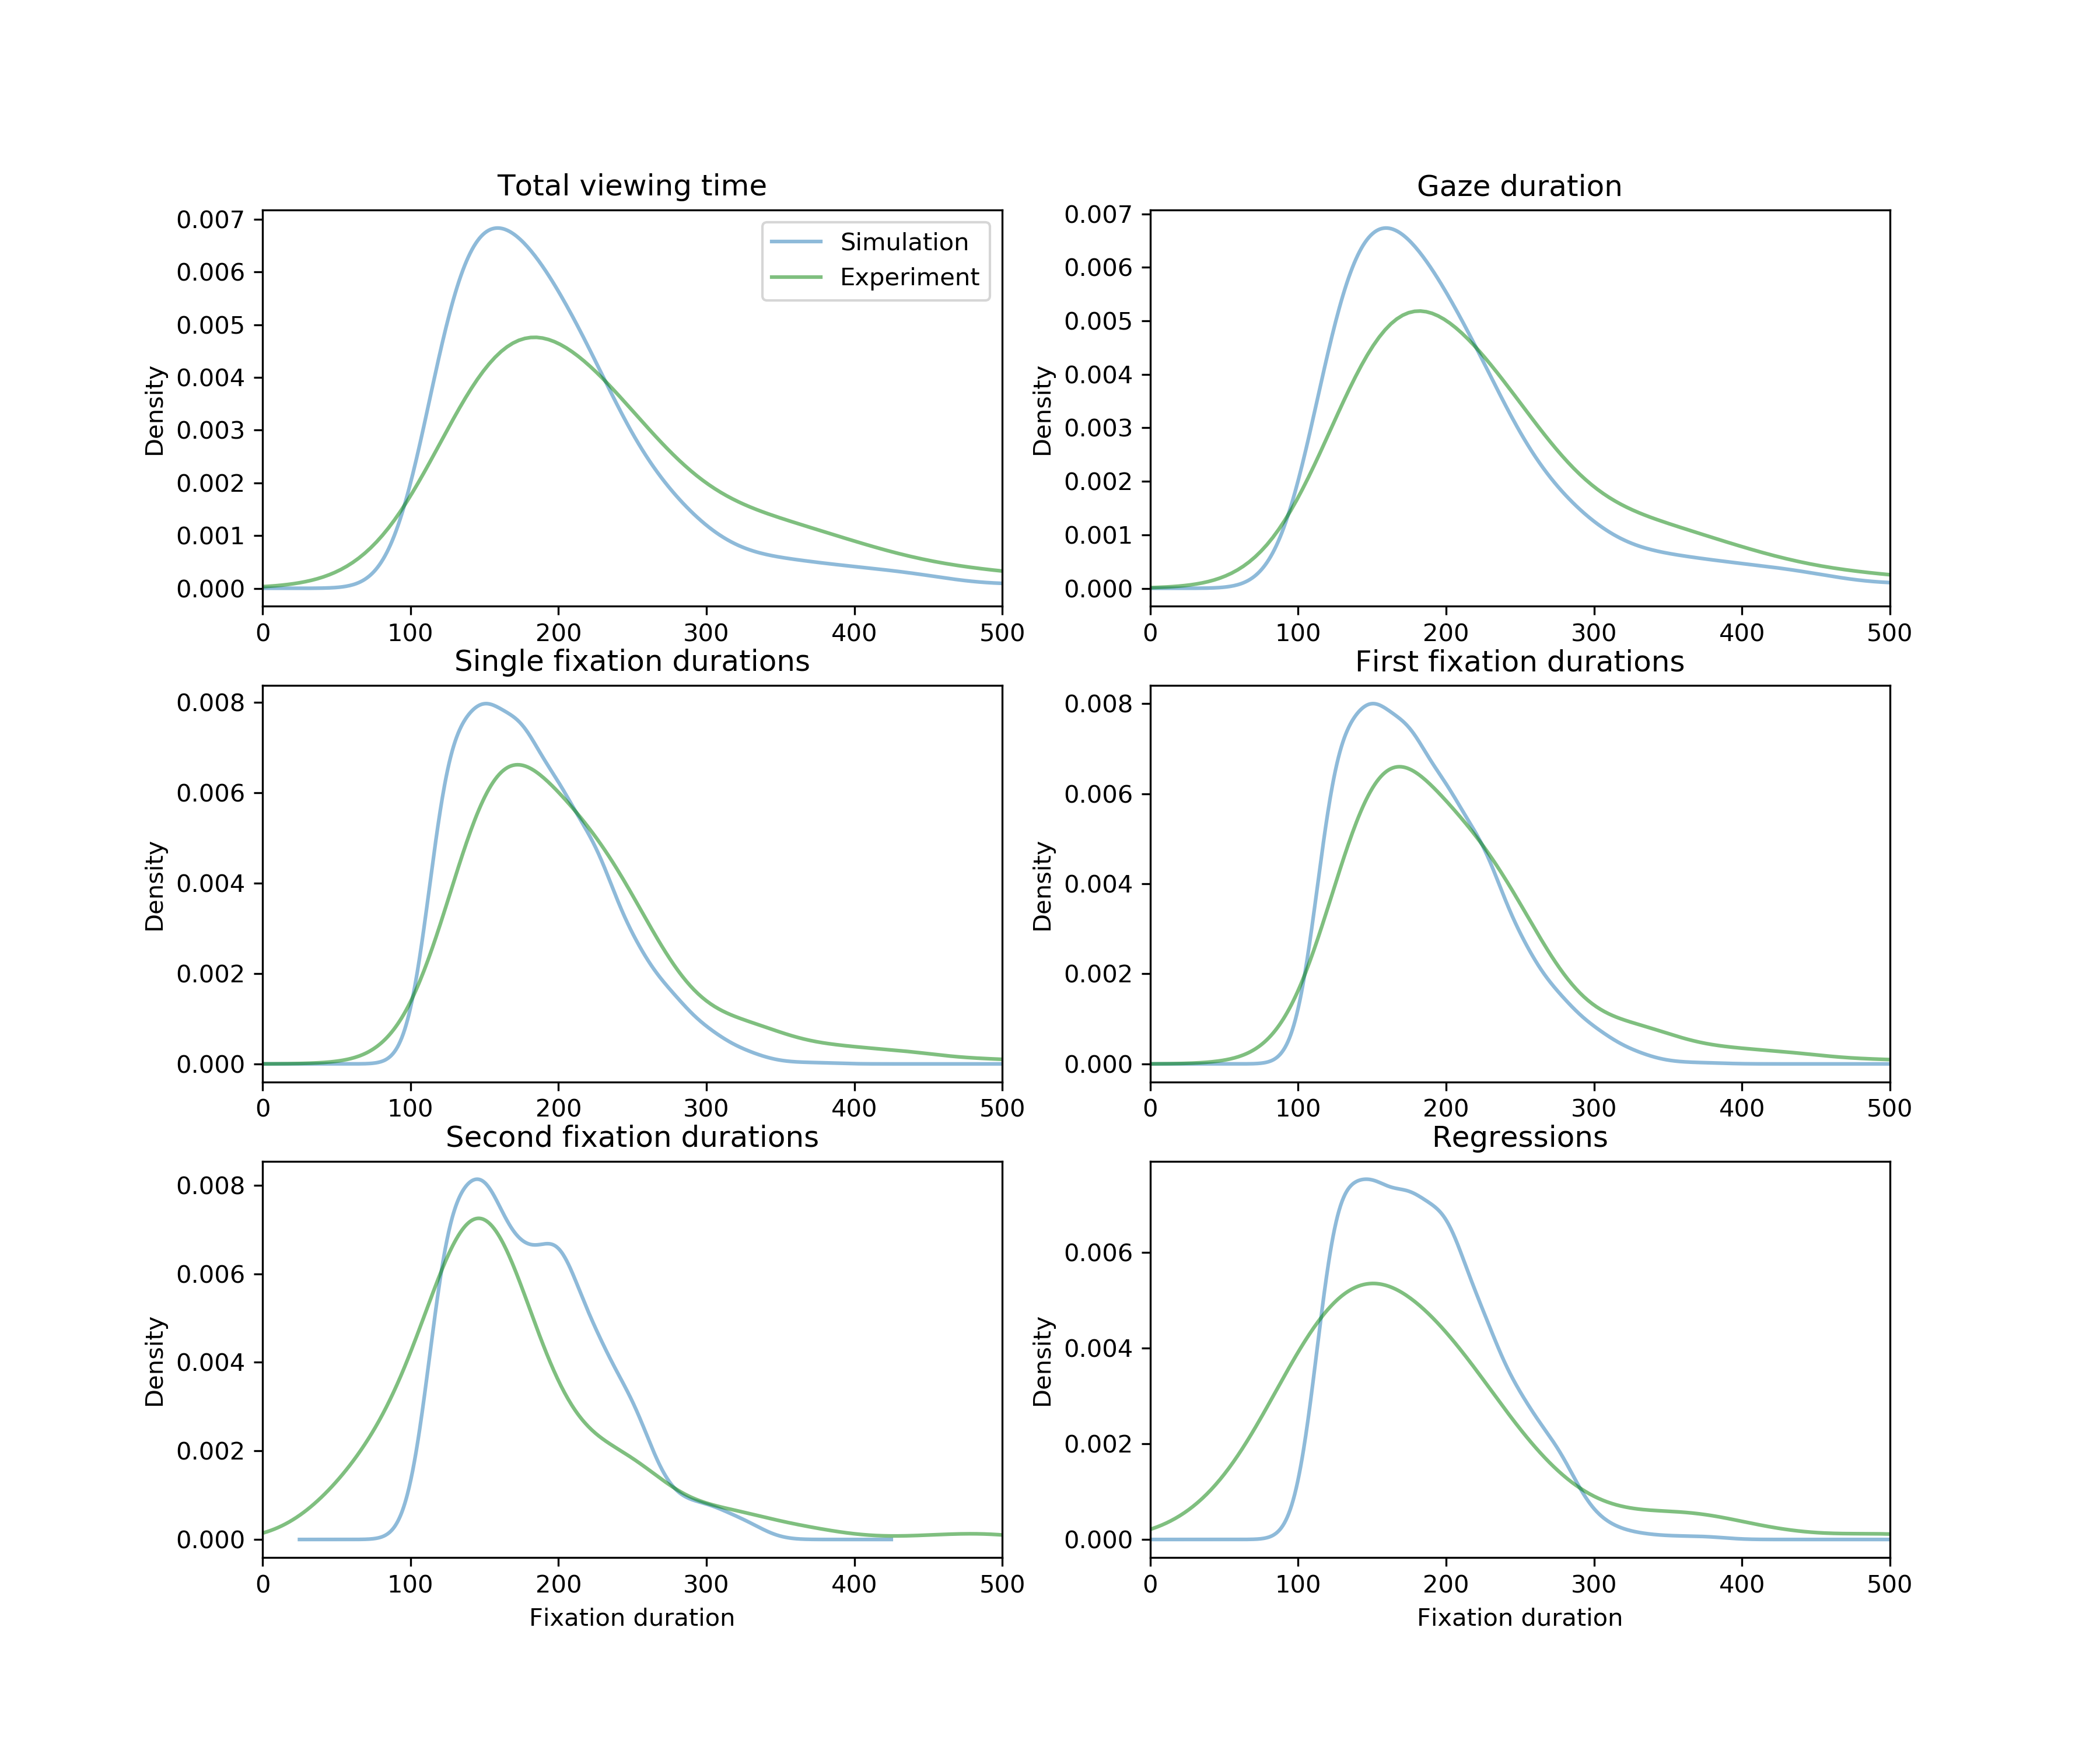 Total viewing time
Density
0.007
0.006
0.005
0.004
0.003
0.002
0.001
0.000
Simulation
Experiment
0 100 200 300 400 500
Gaze duration
Density
0.007
0.006
0.005
0.004
0.003
0.002
0.001
0.000
0 100 200 300 400 500
Single fixation durations
Density
0.008
0.006
0.004
0.002
0.000
0 100 200 300 400 500
First fixation durations
Density
0.008
0.006
0.004
0.002
0.000
0 100 200 300 400 500
Second fixation durations
Density
0.008
0.006
0.004
0.002
0.000
0 100 200 300 400 500
Fixation duration
Regressions
Density
0.006
0.004
0.002
0.000
0 100 200 300 400 500
Fixation duration